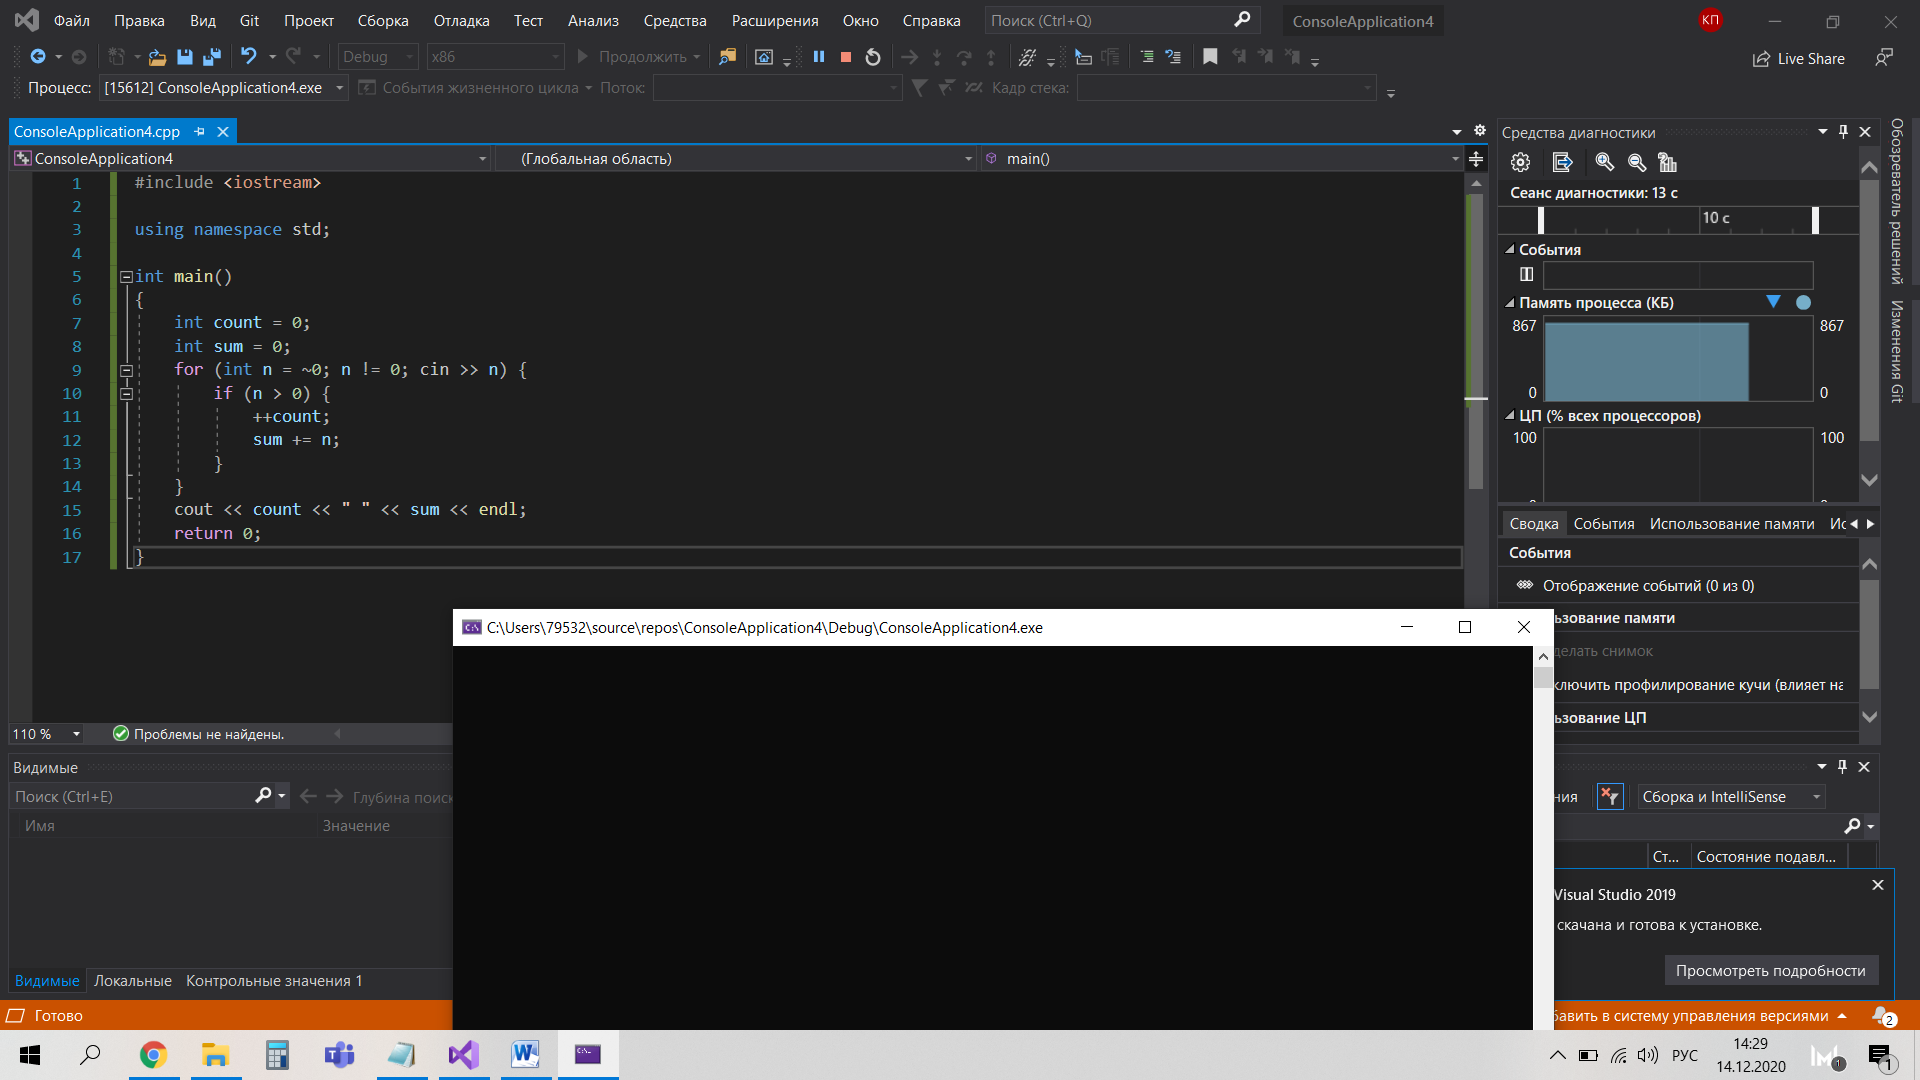 Файл Правка Вид Git Проект Сборка Отладка Тест Анализ Средства Расширения Окно Справка Поиск (Ctrl+Q) ConsoleApplication4 КП
Debug x86 Продолжить Live Share
Процесс: [15612] ConsoleApplication4.exe События жизненного цикла Поток: Кадр стека:
ConsoleApplication4.cpp
ConsoleApplication4 (Глобальная область) main()
1 #include <iostream>
2
3 using namespace std;
4
5 int main()
6 {
7 int count = 0;
8 int sum = 0;
9 for (int n = ~0; n != 0; cin >> n) {
10 if (n > 0) {
11 ++count;
12 sum += n;
13 }
14 }
15 cout << count << " " << sum << endl;
16 return 0;
17 }
110 % Проблемы не найдены.
Средства диагностики
Сеанс диагностики: 13 с
10 с
События
Память процесса (КБ)
867 867
0 0
ЦП (% всех процессоров)
100 100
Сводка События Использование памяти Ис
События
Отображение событий (0 из 0)
ьзование памяти
делать снимок
ключить профилирование кучи (влияет на
ьзование ЦП
Обозреватель решений
Изменения Git
C:\Users\79532\source\repos\ConsoleApplication4\Debug\ConsoleApplication4.exe
Видимые
Поиск (Ctrl+E) Глубина поиск
Имя Значение
Видимые Локальные Контрольные значения 1
ния Сборка и IntelliSense
Ст... Состояние подавл...
Visual Studio 2019
скачана и готова к установке.
Просмотреть подробности
Готово
бавить в систему управления версиями 2
РУС 14:29
14.12.2020
1
1